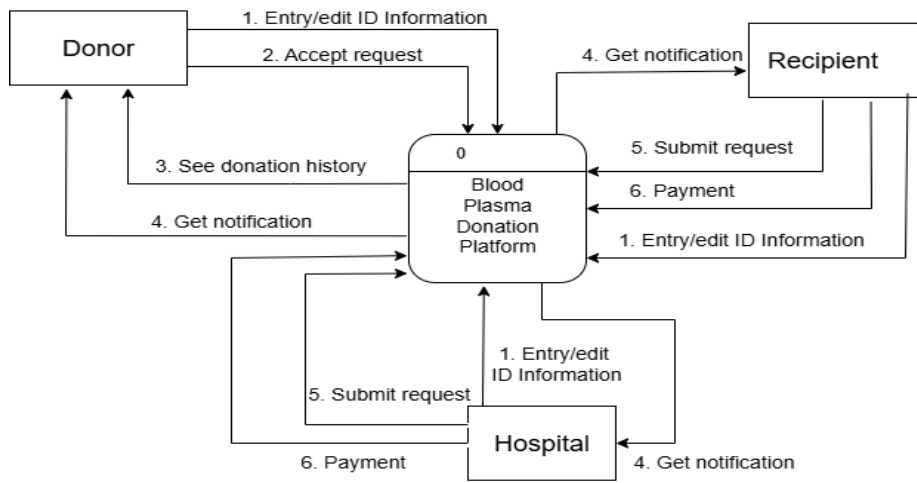 1. Entry/edit ID Information
Donor
2. Accept request
4. Get notification
Recipient
0
5. Submit request
3. See donation history
Blood
Plasma
Donation
Platform
6. Payment
4. Get notification
1. Entry/edit ID Information
1. Entry/edit
ID Information
5. Submit request
Hospital
6. Payment
4. Get notification